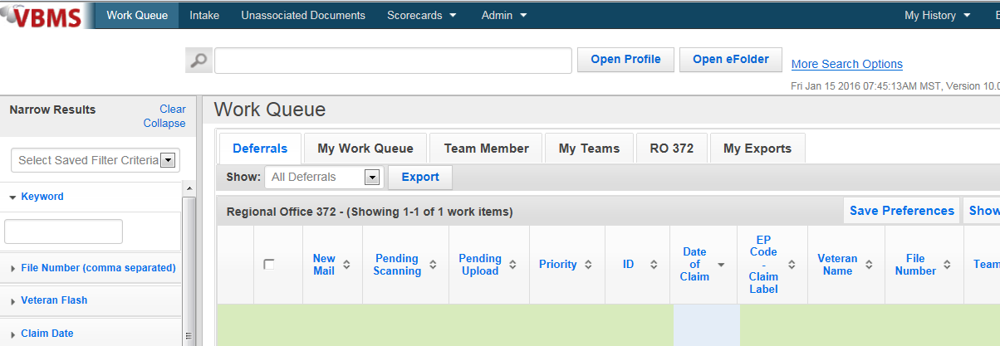 VBMS Work Queue Intake Unassociated Documents Scorecards Admin My History
Open Profile Open eFolder More Search Options
Fri Jan 15 2016 07:45:13AM MST, Version 10.0
Narrow Results Clear
Collapse
Work Queue
Select Saved Filter Criteria
Deferrals My Work Queue Team Member My Teams RO 372 My Exports
Show: All Deferrals Export
Keyword
Regional Office 372 - (Showing 1-1 of 1 work items) Save Preferences Show
New Mail Pending Scanning Pending Upload Priority ID Date of Claim EP Code - Claim Label Veteran Name File Number Team
File Number (comma separated)
Veteran Flash
Claim Date